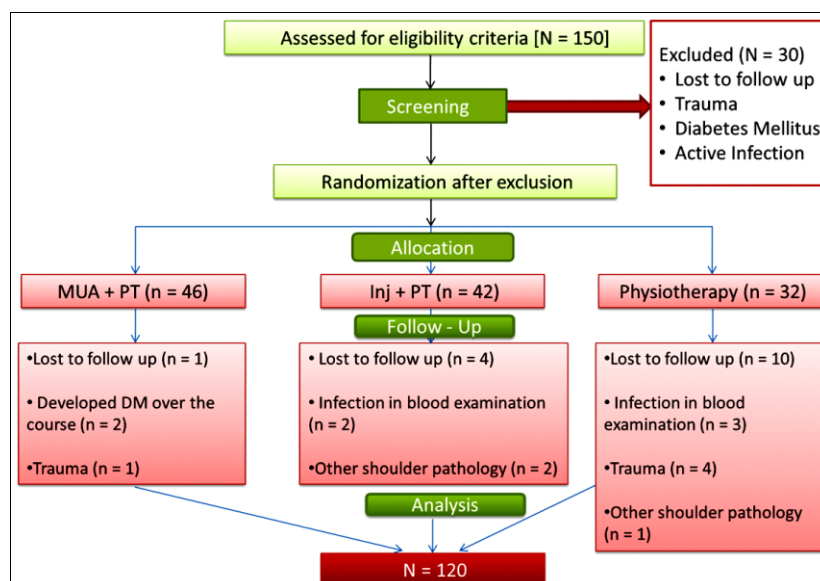 Assessed for eligibility criteria [N = 150]
Excluded (N = 30)
• Lost to follow up
• Trauma
• Diabetes Mellitus
• Active Infection
Screening
Randomization after exclusion
Allocation
MUA + PT (n = 46)
Inj + PT (n = 42)
Physiotherapy (n = 32)
Follow - Up
•Lost to follow up (n = 1)
• Developed DM over the
course (n = 2)
•Trauma (n = 1)
•Lost to follow up (n = 4)
• Infection in blood examination
(n = 2)
•Other shoulder pathology (n = 2)
•Lost to follow up (n = 10)
• Infection in blood
examination (n = 3)
•Trauma (n = 4)
•Other shoulder pathology
(n = 1)
Analysis
N = 120